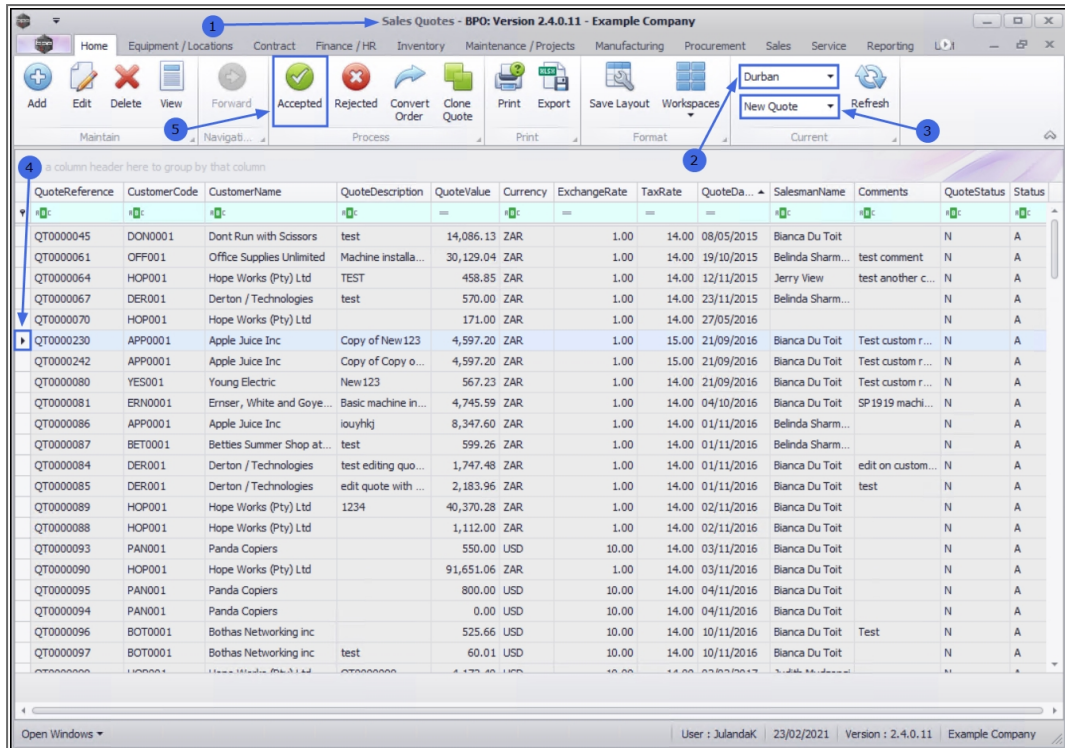 Sales Quotes - BPO: Version 2.4.0.11 - Example Company
1
Home Equipment / Locations Contract Finance / HR Inventory Maintenance / Projects Manufacturing Procurement Sales Service Reporting
Add Edit Delete View Forward Accepted Rejected Convert Order Clone Quote Print Export Save Layout Workspaces Durban New Quote Refresh
5 2 3
Maintain Navigati... Process Print Format Current
4 a column header here to group by that column
QuoteReference CustomerCode CustomerName QuoteDescription QuoteValue Currency ExchangeRate TaxRate QuoteDa... SalesmanName Comments QuoteStatus Status
QT0000045 DON0001 Dont Run with Scissors test 14,086.13 ZAR 1.00 14.00 08/05/2015 Bianca Du Toit N A
QT0000061 OFF001 Office Supplies Unlimited Machine installa... 30,129.04 ZAR 1.00 14.00 19/10/2015 Belinda Sharm... test comment N A
QT0000064 HOP001 Hope Works (Pty) Ltd TEST 458.85 ZAR 1.00 14.00 12/11/2015 Jerry View test another c... N A
QT0000067 DER001 Derton / Technologies test 570.00 ZAR 1.00 14.00 23/11/2015 Belinda Sharm... N A
QT0000070 HOP001 Hope Works (Pty) Ltd 171.00 ZAR 1.00 14.00 27/05/2016 N A
QT0000230 APP0001 Apple Juice Inc Copy of New123 4,597.20 ZAR 1.00 15.00 21/09/2016 Bianca Du Toit Test custom r... N A
QT0000242 APP0001 Apple Juice Inc Copy of Copy o... 4,597.20 ZAR 1.00 15.00 21/09/2016 Bianca Du Toit Test custom r... N A
QT0000080 YES001 Young Electric New123 567.23 ZAR 1.00 14.00 21/09/2016 Bianca Du Toit Test custom r... N A
QT0000081 ERN0001 Ernser, White and Goye... Basic machine in... 4,745.59 ZAR 1.00 14.00 04/10/2016 Bianca Du Toit SP1919 machi... N A
QT0000086 APP0001 Apple Juice Inc iouyhkj 8,347.60 ZAR 1.00 14.00 01/11/2016 Belinda Sharm... N A
QT0000087 BET0001 Betties Summer Shop at... test 599.26 ZAR 1.00 14.00 01/11/2016 Belinda Sharm... N A
QT0000084 DER001 Derton / Technologies test editing quo... 1,747.48 ZAR 1.00 14.00 01/11/2016 Bianca Du Toit edit on custom... N A
QT0000085 DER001 Derton / Technologies edit quote with ... 2,183.96 ZAR 1.00 14.00 01/11/2016 Bianca Du Toit test N A
QT0000089 HOP001 Hope Works (Pty) Ltd 1234 40,370.28 ZAR 1.00 14.00 02/11/2016 Bianca Du Toit N A
QT0000088 HOP001 Hope Works (Pty) Ltd 1,112.00 ZAR 1.00 14.00 02/11/2016 Bianca Du Toit N A
QT0000093 PAN001 Panda Copiers 550.00 USD 10.00 14.00 03/11/2016 Bianca Du Toit N A
QT0000090 HOP001 Hope Works (Pty) Ltd 91,651.06 ZAR 1.00 14.00 03/11/2016 Bianca Du Toit N A
QT0000095 PAN001 Panda Copiers 800.00 USD 10.00 14.00 04/11/2016 Bianca Du Toit N A
QT0000094 PAN001 Panda Copiers 0.00 USD 10.00 14.00 04/11/2016 Bianca Du Toit N A
QT0000096 BOT0001 Bothas Networking inc 525.66 USD 10.00 14.00 10/11/2016 Bianca Du Toit Test N A
QT0000097 BOT0001 Bothas Networking inc test 60.01 USD 10.00 14.00 10/11/2016 Bianca Du Toit N A
Open Windows User : JulandaK 23/02/2021 Version : 2.4.0.11 Example Company